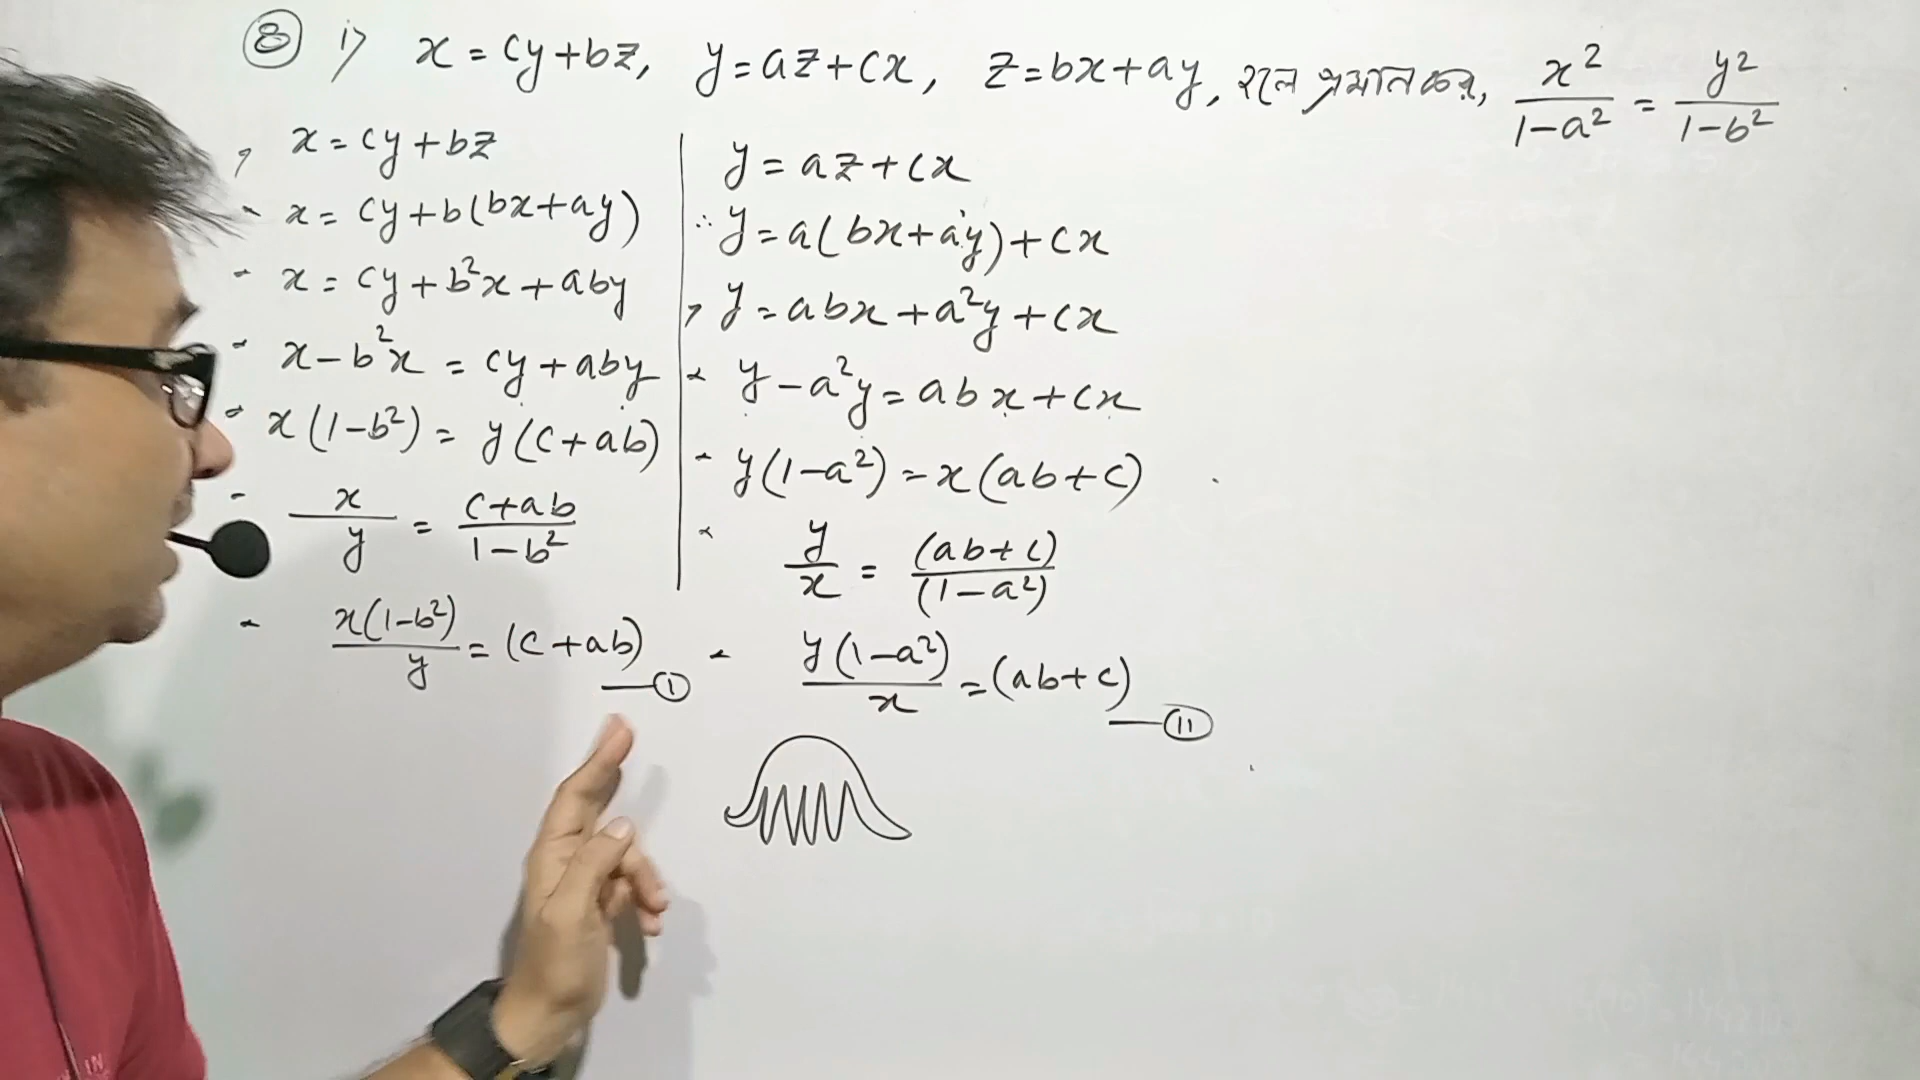 ৪ i) x = cy+bz, y = az+cx, z = bx+ay, হলে প্রমান কর, x²/(1-a²) = y²/(1-b²)
, x = cy+bz
" x = cy+b(bx+ay)
" x = cy+b²x+aby
" x-b²x = cy+aby
" x(1-b²) = y(c+ab)
" x/y = (c+ab)/(1-b²)
" x(1-b²)/y = (c+ab) —(I)
y = az+cx
∴ y = a(bx+ay)+cx
, y = abx+a²y+cx
" y-a²y = abx+cx
" y(1-a²) = x(ab+c)
" y/x = (ab+c)/(1-a²)
" y(1-a²)/x = (ab+c) —(II)
IN